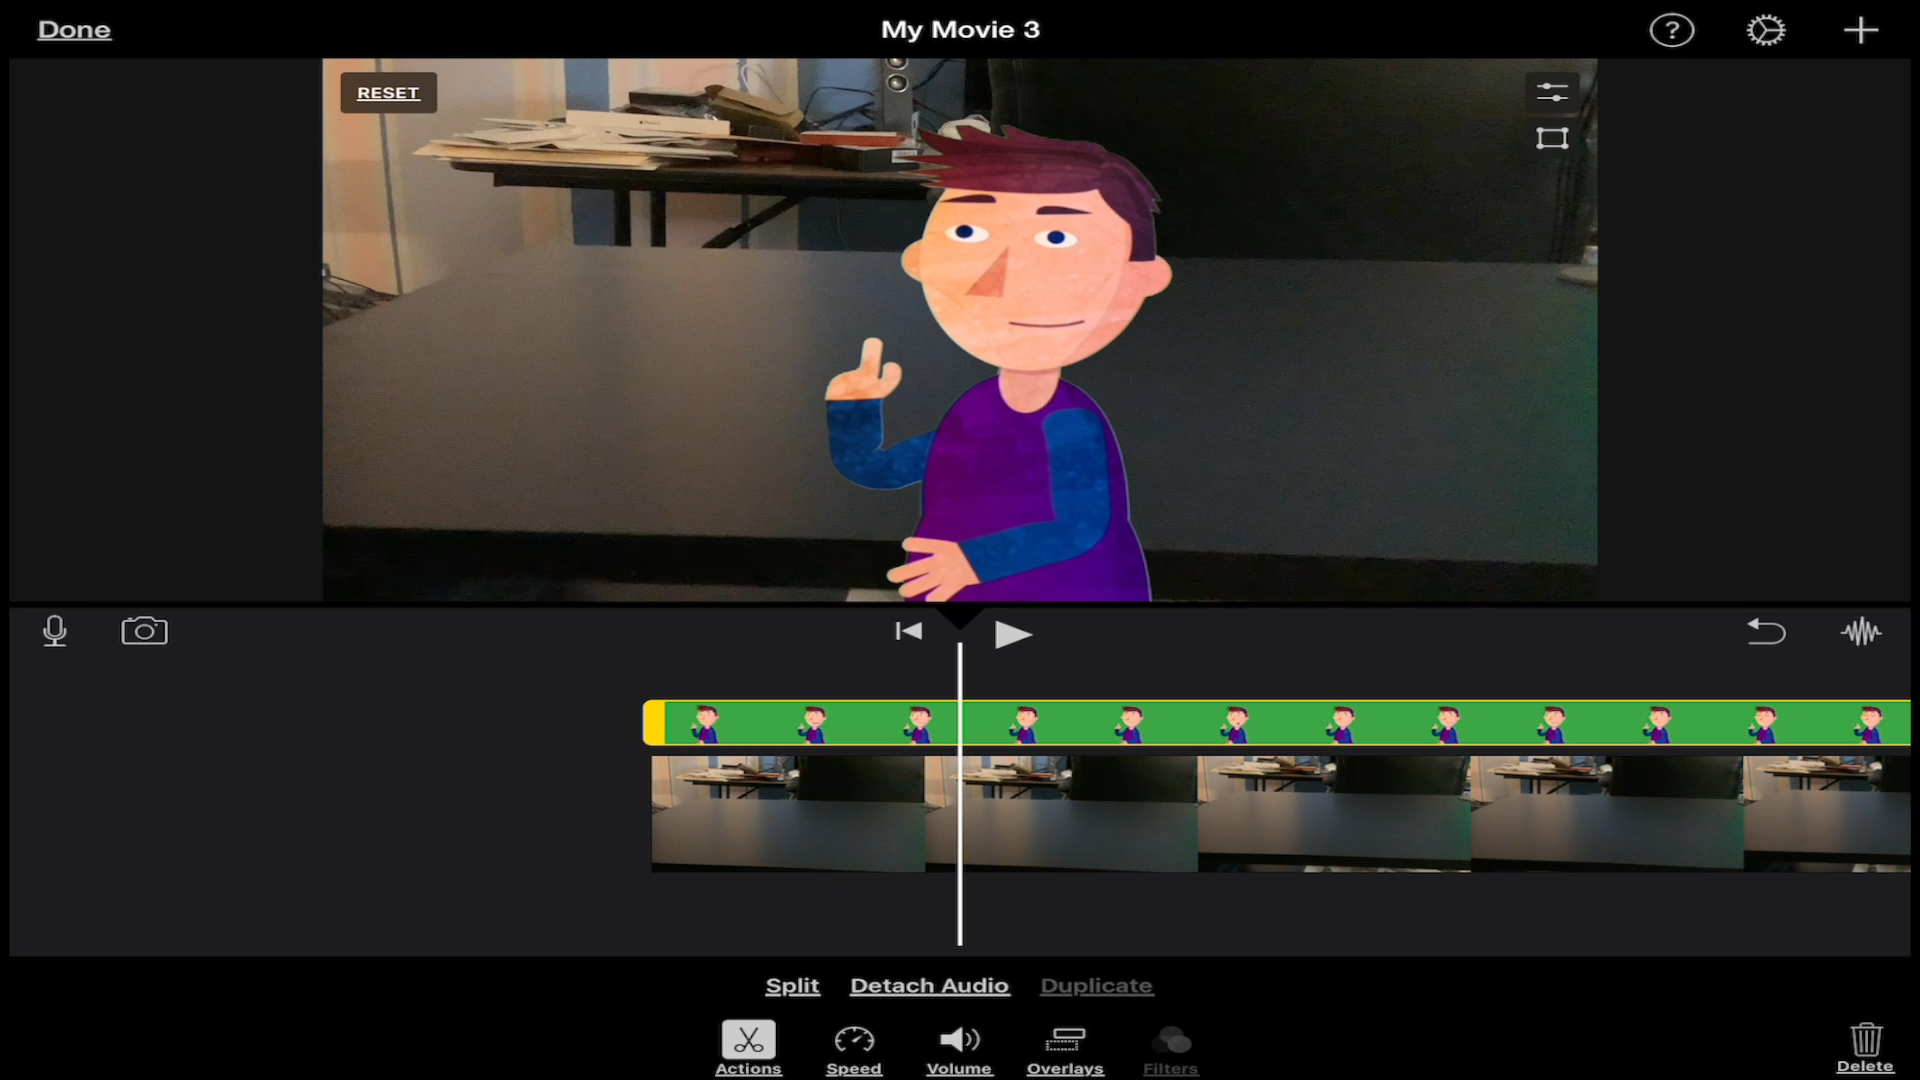 Done
My Movie 3
?
RESET
Split
Detach Audio
Duplicate
Actions
Speed
Volume
Overlays
Filters
Delete